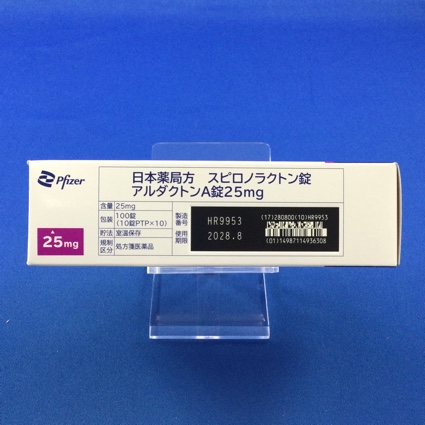 Pfizer
日本薬局方 スピロノラクトン錠
アルダクトンA錠25mg
▲
25mg
含量 25mg
包装 100錠
(10錠PTP×10)
貯法 室温保存
規制区分 処方箋医薬品
製造番号 HR9953
使用期限 2028.8
(17)280800(10)HR9953
(01)14987114936308